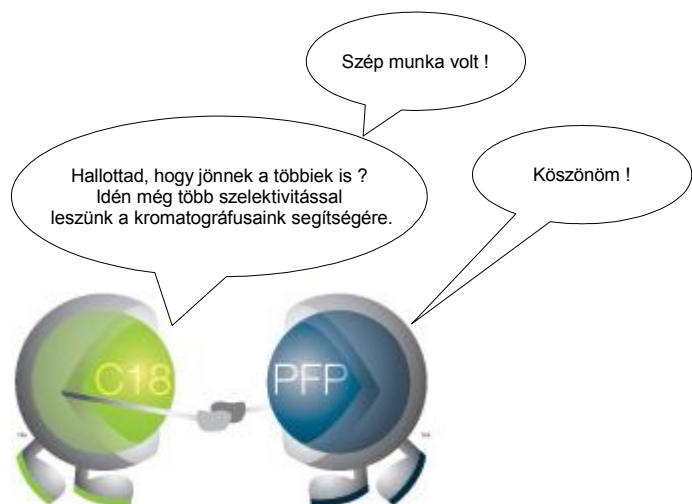 Szép munka volt !
Hallottad, hogy jönnek a többiek is ?
Idén még több szelektivitással
leszünk a kromatográfusaink segítségére.
Köszönöm !
C18
PFP